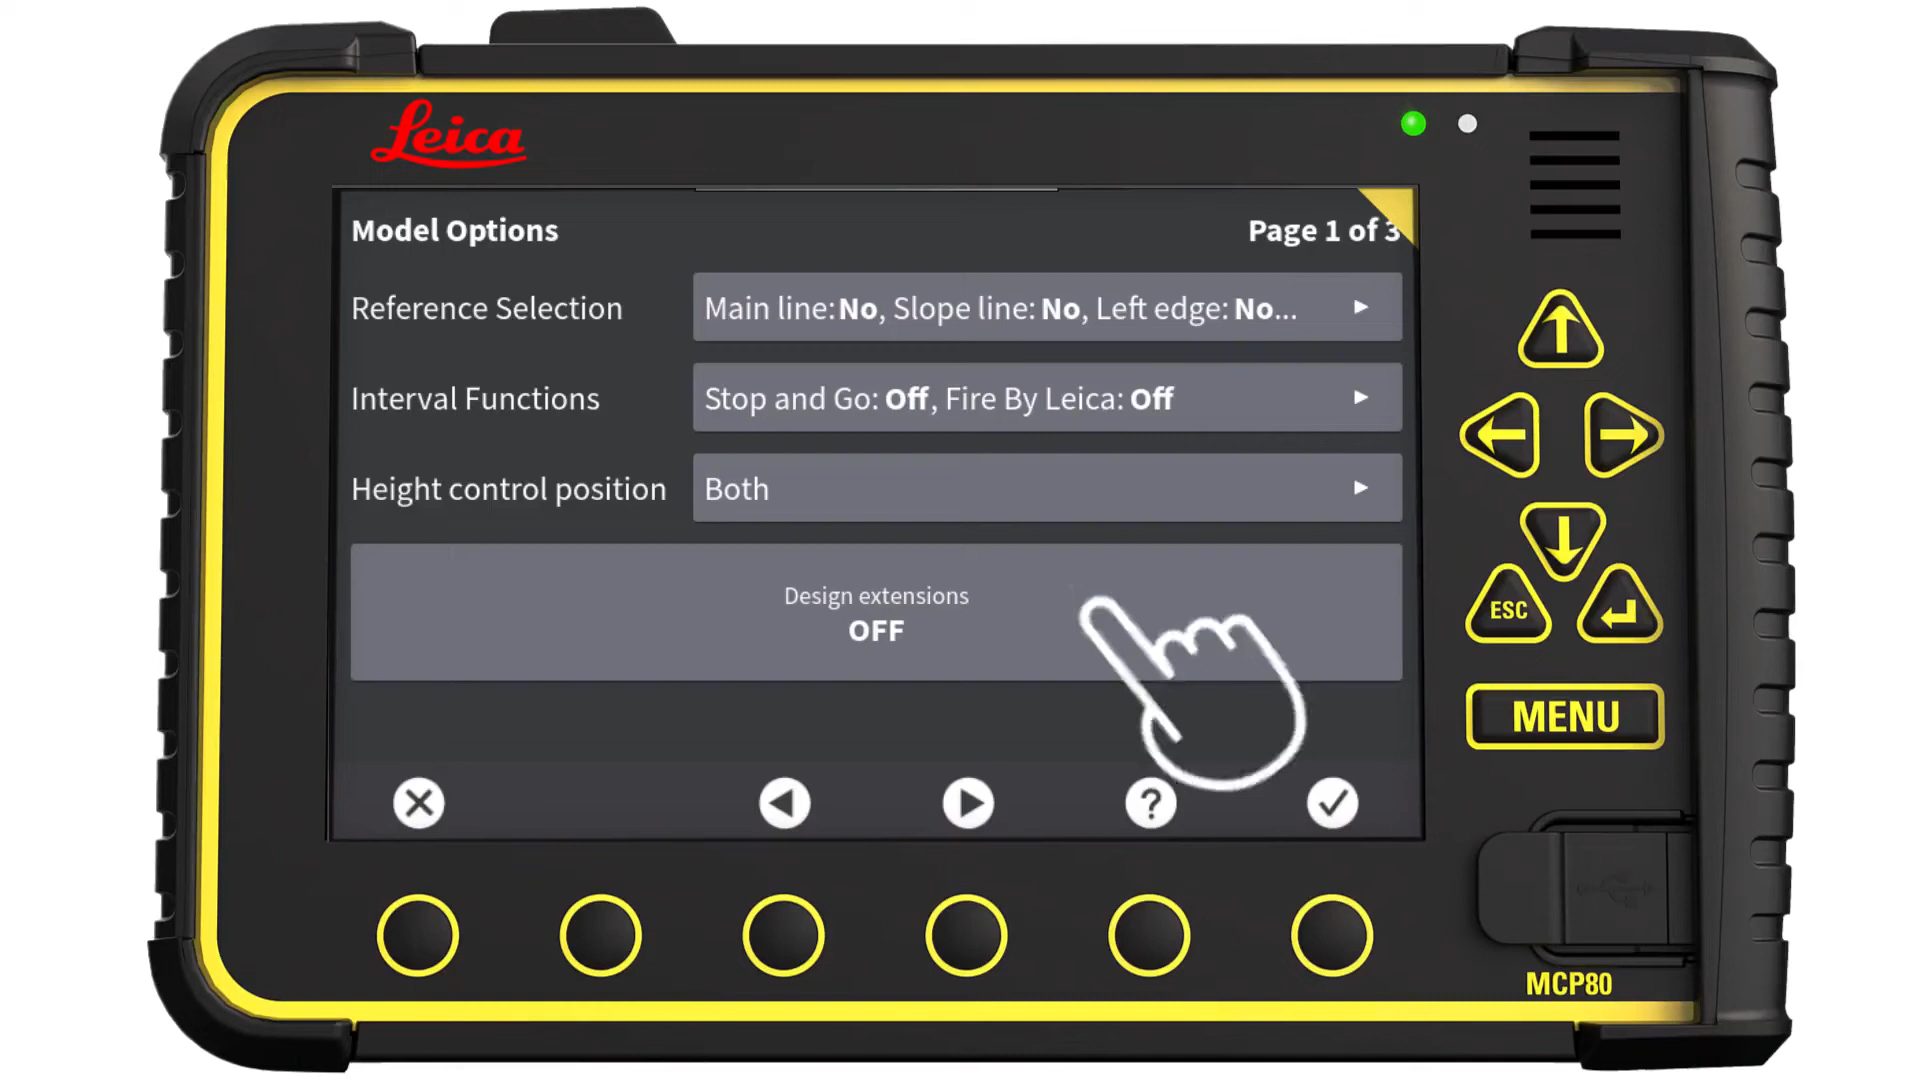 Leica
Model Options
Page 1 of 3
Reference Selection
Main line: No, Slope line: No, Left edge: No...
Interval Functions
Stop and Go: Off, Fire By Leica: Off
Height control position
Both
Design extensions
OFF
?
ESC
MENU
MCP80